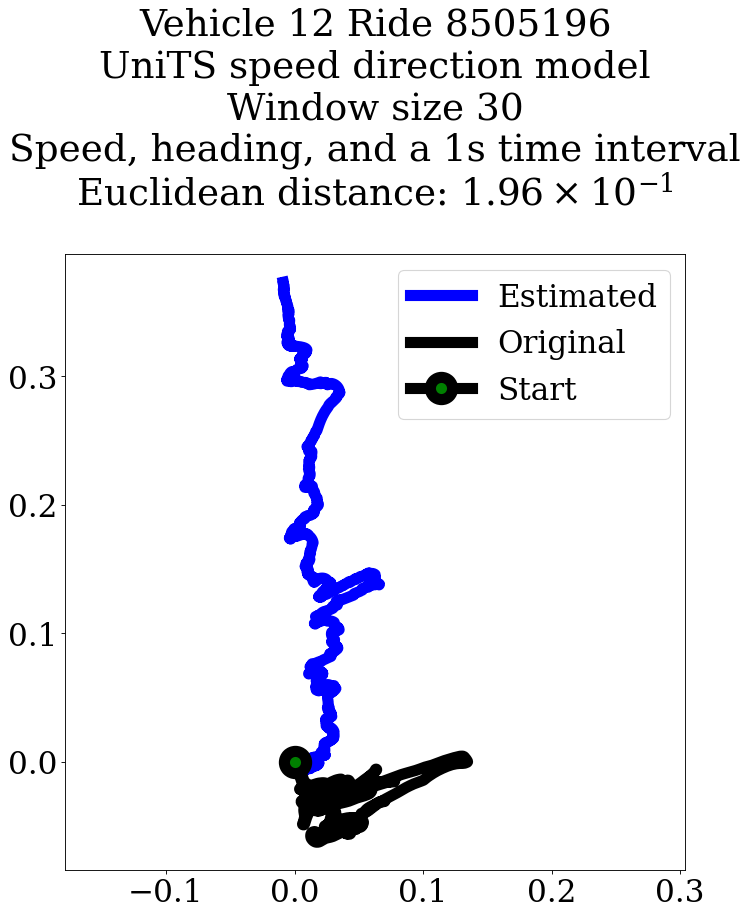 Vehicle 12 Ride 8505196
UniTS speed direction model
Window size 30
Speed, heading, and a 1s time interval
Euclidean distance: 1.96 × 10⁻¹
Estimated
Original
Start
0.3
0.2
0.1
0.0
−0.1 0.0 0.1 0.2 0.3